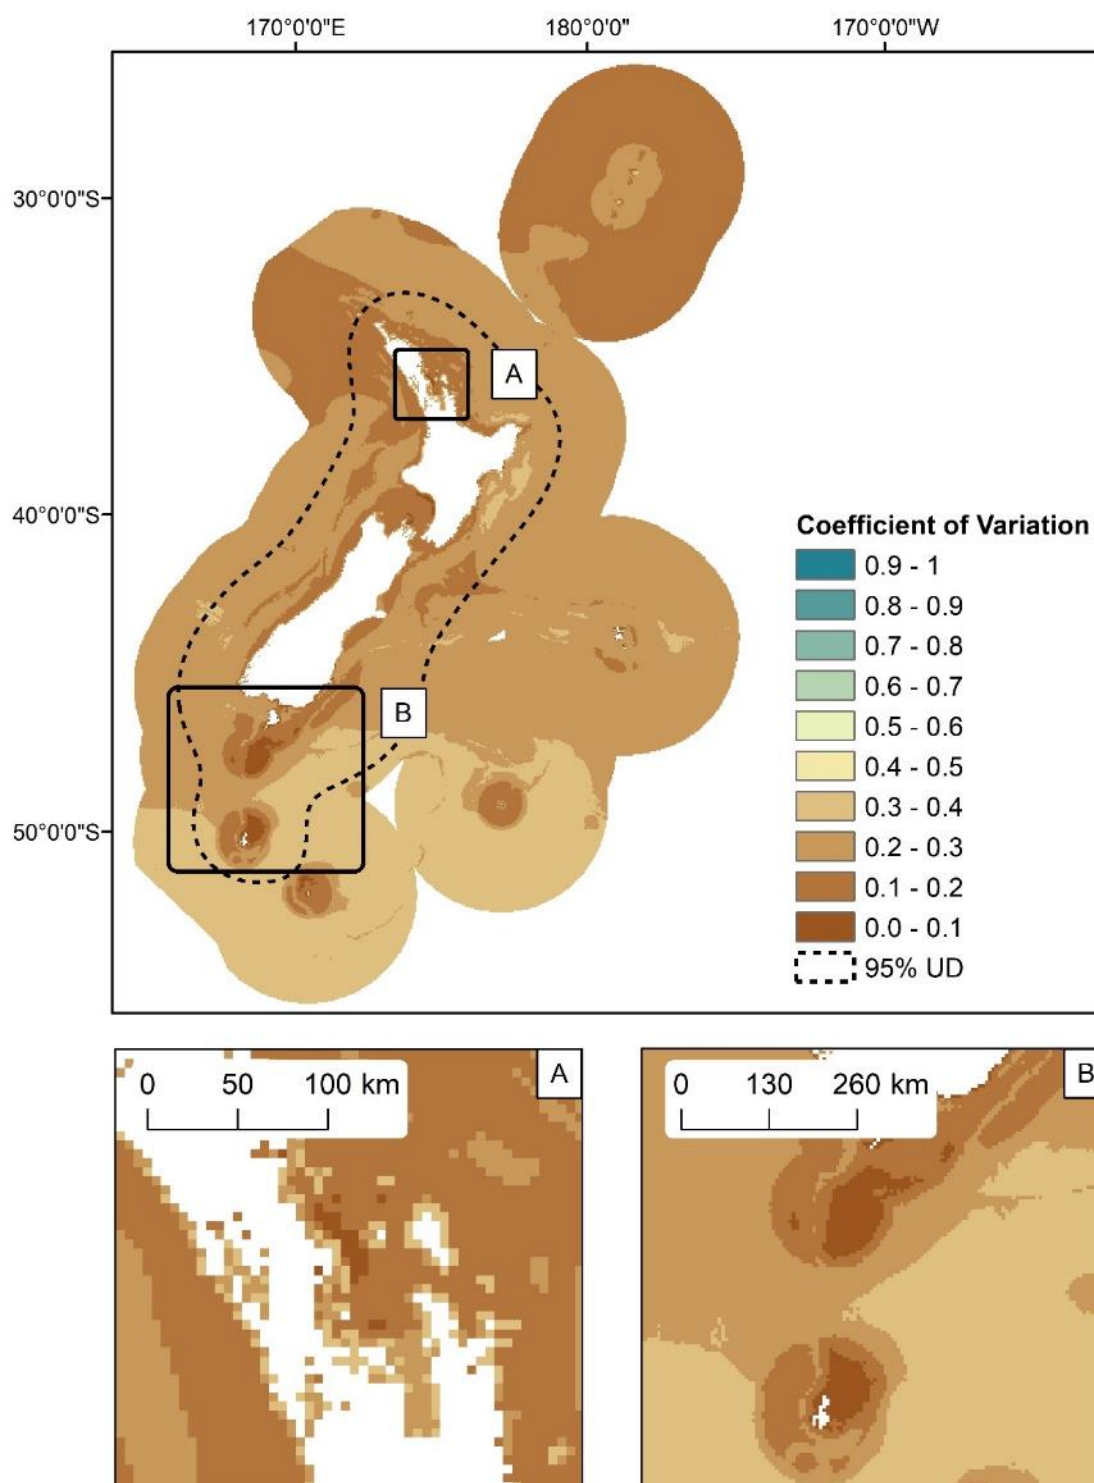 170°0'0"E 180°0'0" 170°0'0"W
30°0'0"S
A
40°0'0"S
Coefficient of Variation
0.9 - 1
0.8 - 0.9
0.7 - 0.8
0.6 - 0.7
B
0.5 - 0.6
0.4 - 0.5
0.3 - 0.4
50°0'0"S
0.2 - 0.3
0.1 - 0.2
0.0 - 0.1
95% UD
0 50 100 km
A
0 130 260 km
B